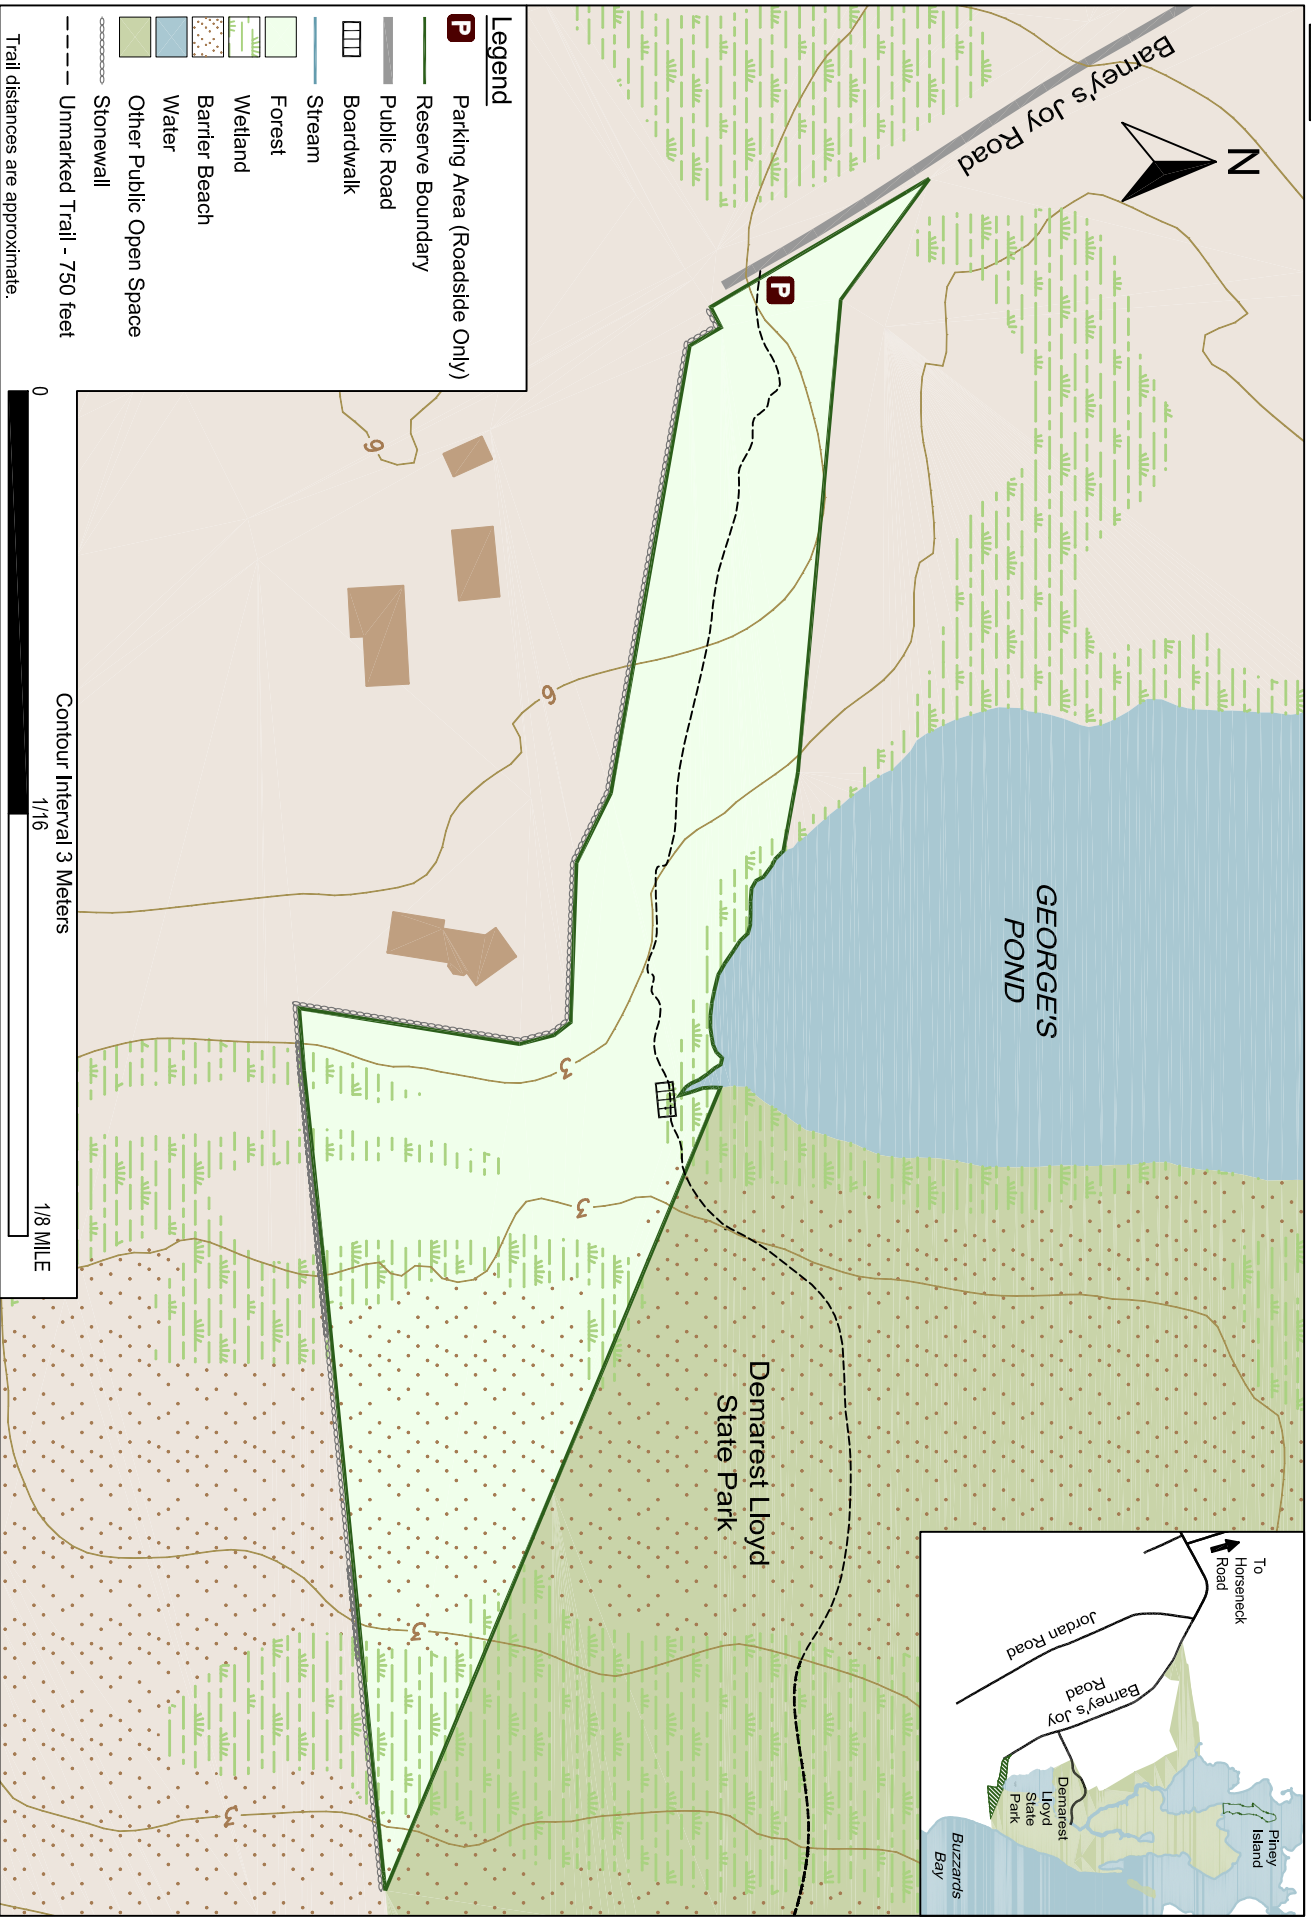 Legend
P
Parking Area (Roadside Only)
Reserve Boundary
Public Road
Boardwalk
Stream
Forest
Wetland
Barrier Beach
Water
Other Public Open Space
Stonewall
Unmarked Trail - 750 feet
Trail distances are approximate.
Contour Interval 3 Meters
0
1/16
1/8 MILE
Barney's Joy Road
N
P
GEORGE'S
POND
Demarest Lloyd
State Park
6
6
3
3
3
3
To
Horseneck
Road
Jordan Road
Barney's Joy
Road
Demarest
Lloyd
State
Park
Piney
Island
Buzzards
Bay